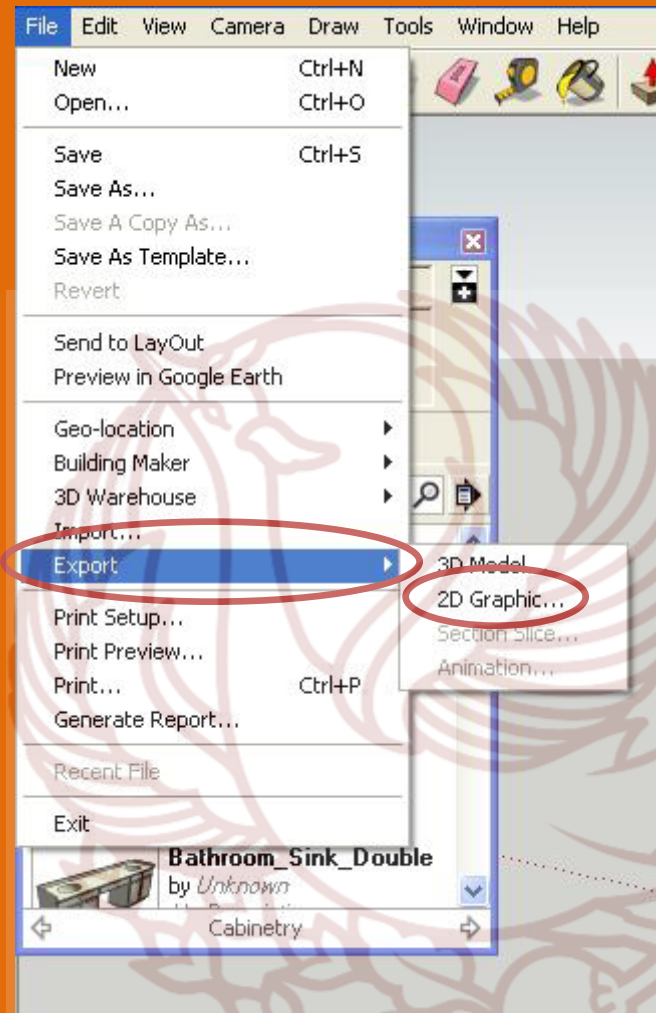 File Edit View Camera Draw Tools Window Help
New Ctrl+N
Open... Ctrl+O
Save Ctrl+S
Save As...
Save A Copy As...
Save As Template...
Revert
Send to LayOut
Preview in Google Earth
Geo-location
Building Maker
3D Warehouse
Import...
Export
3D Model...
2D Graphic...
Section Slice...
Animation...
Print Setup...
Print Preview...
Print... Ctrl+P
Generate Report...
Recent File
Exit
Bathroom_Sink_Double
by Unknown
Cabinetry